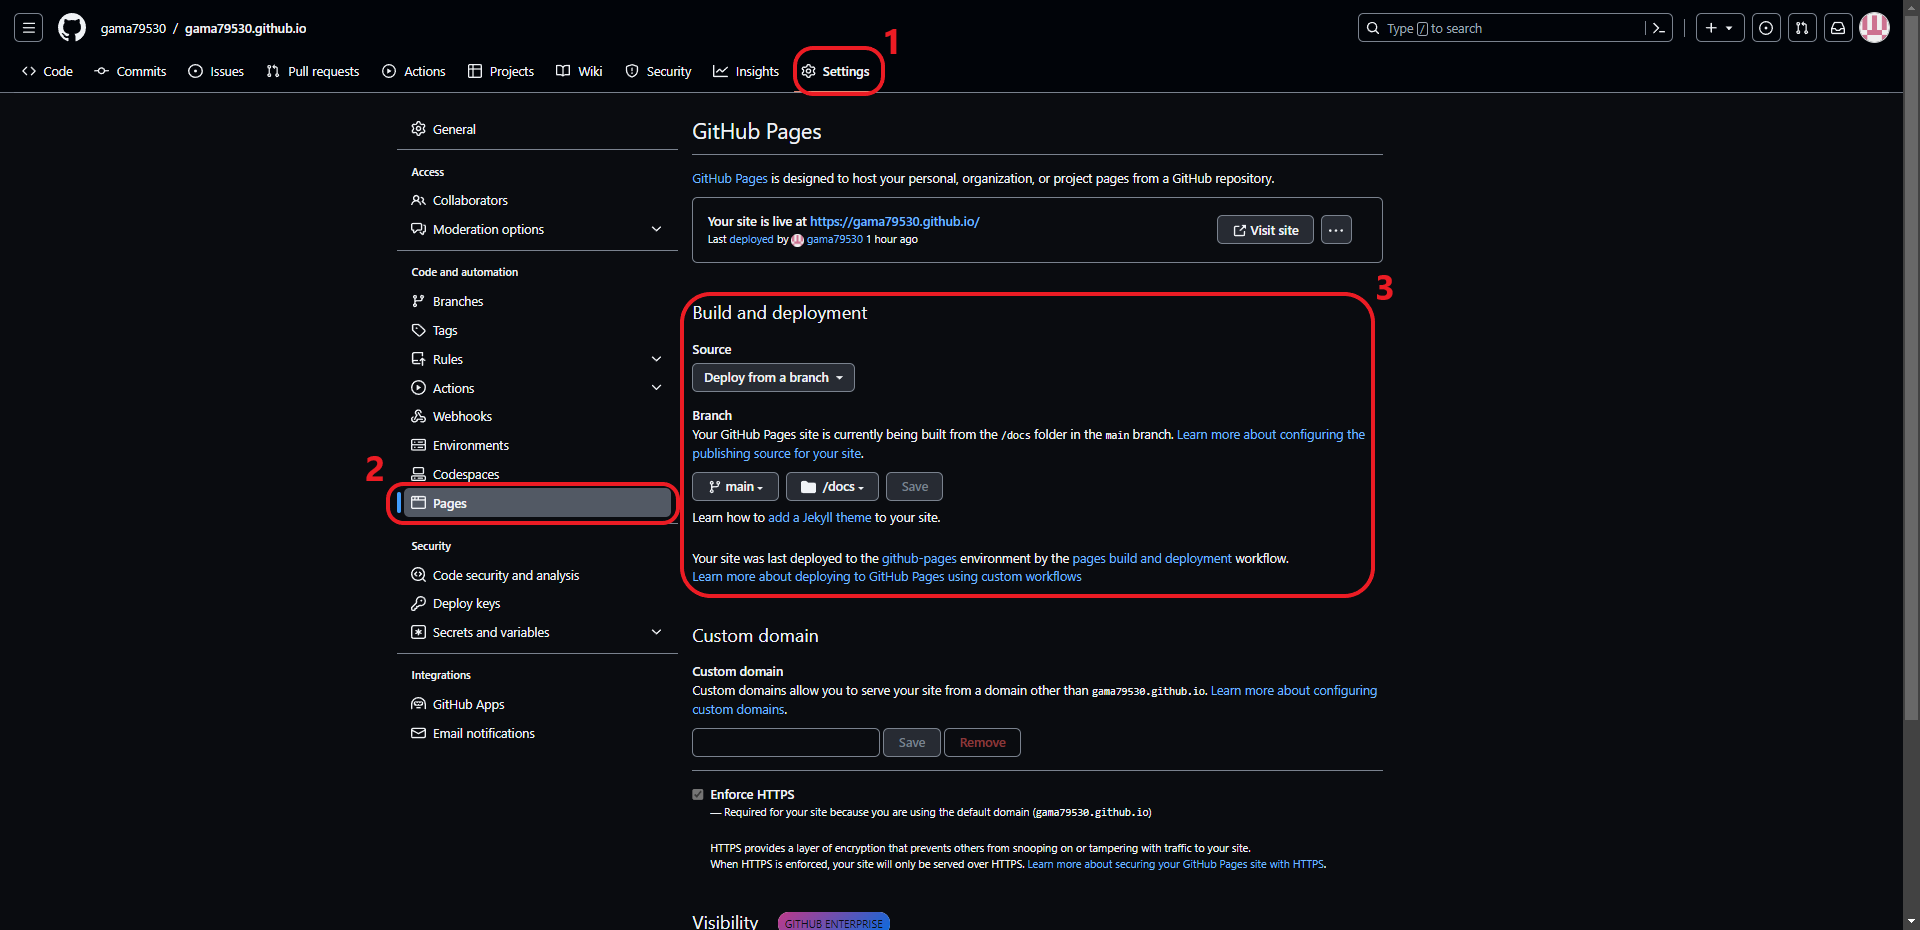 gama79530 / gama79530.github.io
Type / to search
Code Commits Issues Pull requests Actions Projects Wiki Security Insights Settings
1
General
Access
Collaborators
Moderation options
Code and automation
Branches
Tags
Rules
Actions
Webhooks
Environments
Codespaces
2
Pages
Security
Code security and analysis
Deploy keys
Secrets and variables
Integrations
GitHub Apps
Email notifications
GitHub Pages
GitHub Pages is designed to host your personal, organization, or project pages from a GitHub repository.
Your site is live at https://gama79530.github.io/
Last deployed by gama79530 1 hour ago
Visit site
3
Build and deployment
Source
Deploy from a branch
Branch
Your GitHub Pages site is currently being built from the /docs folder in the main branch. Learn more about configuring the
publishing source for your site.
main /docs Save
Learn how to add a Jekyll theme to your site.
Your site was last deployed to the github-pages environment by the pages build and deployment workflow.
Learn more about deploying to GitHub Pages using custom workflows
Custom domain
Custom domain
Custom domains allow you to serve your site from a domain other than gama79530.github.io. Learn more about configuring
custom domains.
Save Remove
Enforce HTTPS
— Required for your site because you are using the default domain (gama79530.github.io)
HTTPS provides a layer of encryption that prevents others from snooping on or tampering with traffic to your site.
When HTTPS is enforced, your site will only be served over HTTPS. Learn more about securing your GitHub Pages site with HTTPS.
Visibility GITHUB ENTERPRISE